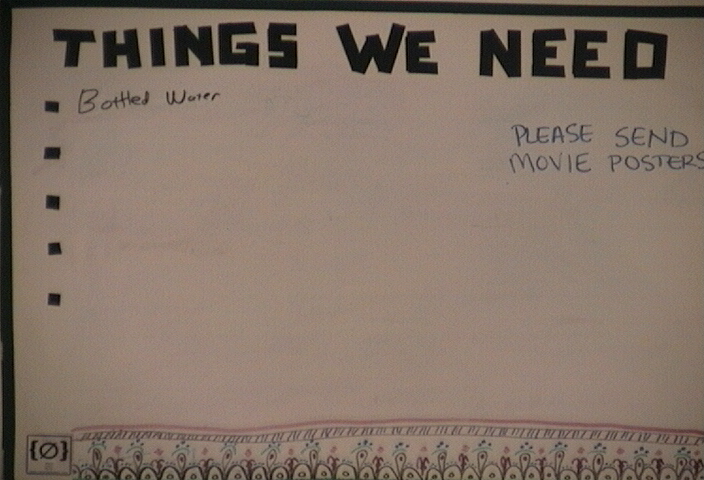 THINGS WE NEED
Bottled Water
PLEASE SEND
MOVIE POSTERS
{Ø}